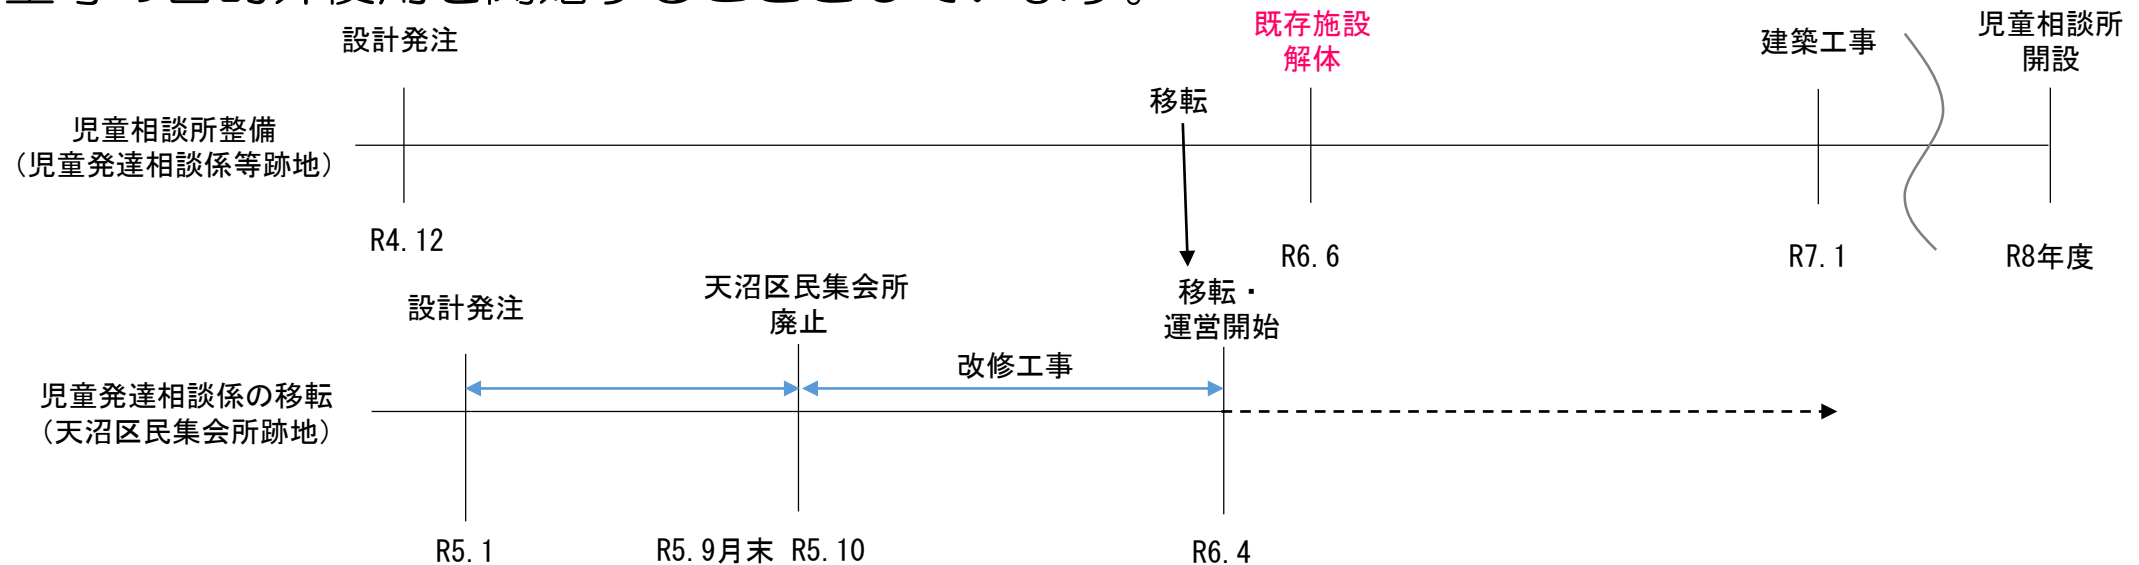 設計発注
既存施設
解体
建築工事
児童相談所
開設
移転
児童相談所整備
（児童発達相談係等跡地）
R4.12
R6.6
R7.1
R8年度
設計発注
天沼区民集会所
廃止
移転・
運営開始
改修工事
児童発達相談係の移転
（天沼区民集会所跡地）
R5.1
R5.9月末 R5.10
R6.4